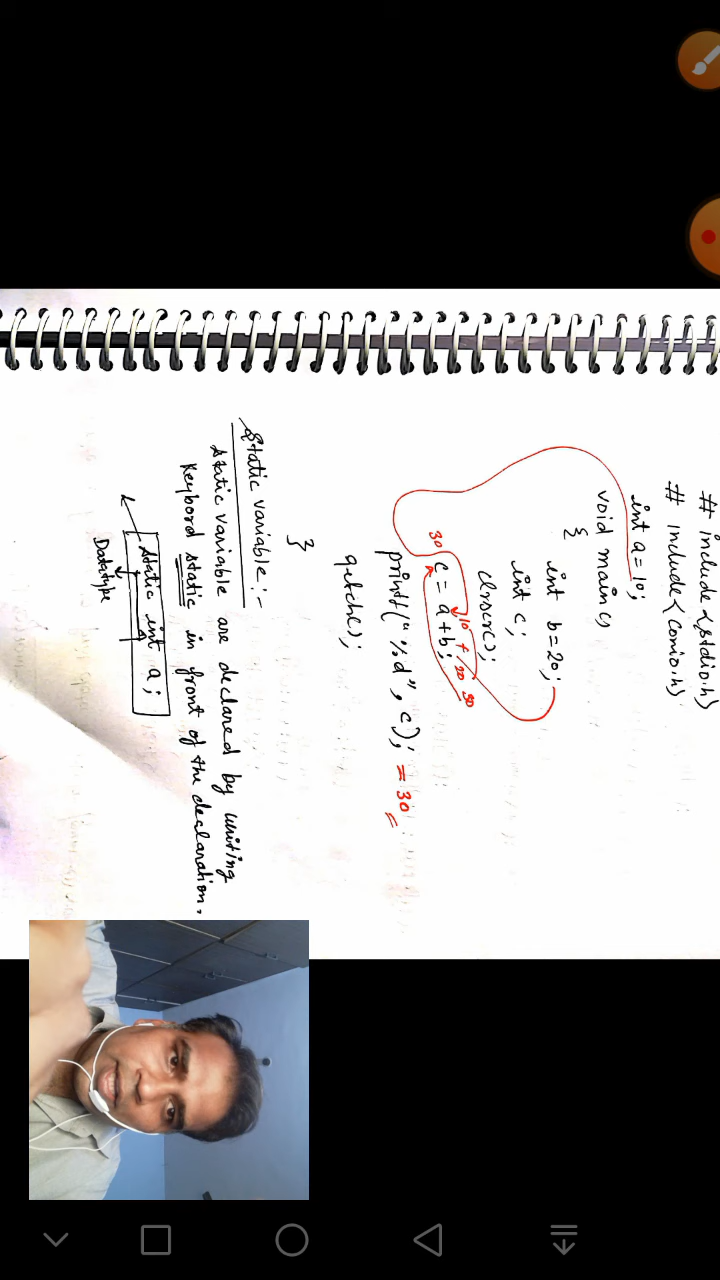 # include <stdio.h>
# include <conio.h>
int a = 10;
void main()
{
int b = 20;
int c;
clrscr();
10 + 20 30
30 c = a + b;
printf("%d", c); = 30 =
getch();
}
Static variable :-
Static variable are declared by writing
Keybord static in front of the declaration.
Static int a;
Datatype